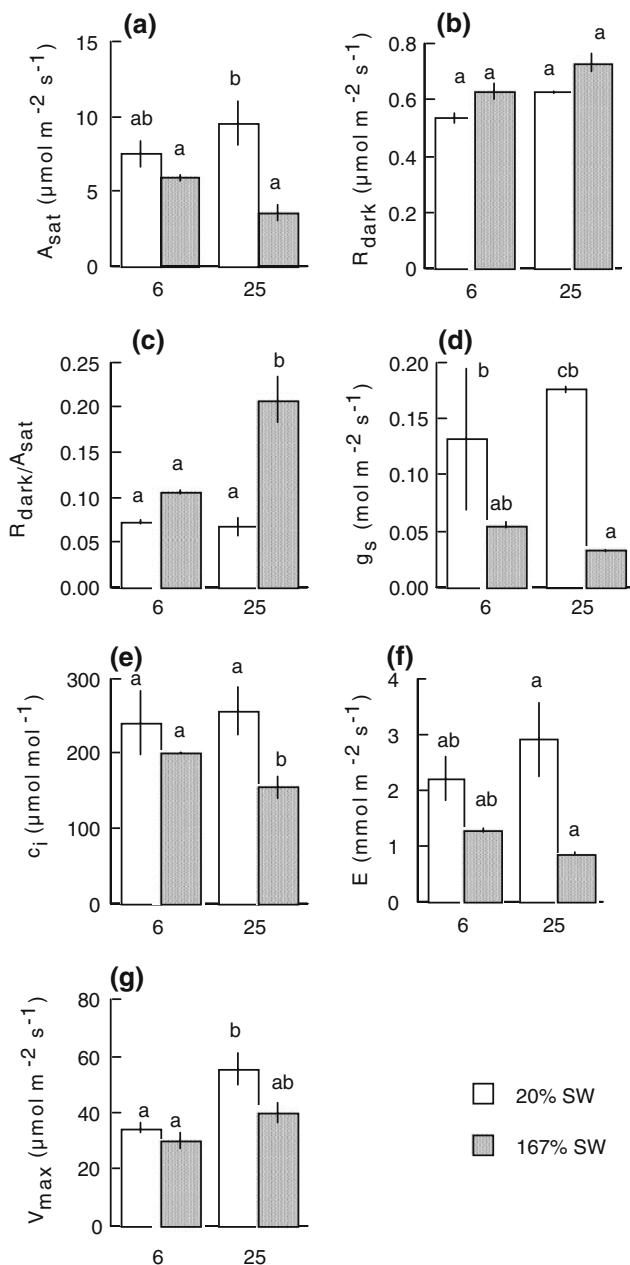 (a)
15
10
5
0
A_sat (µmol m⁻² s⁻¹)
ab
a
b
a
6 25
(b)
0.8
0.6
0.4
0.2
0
R_dark (µmol m⁻² s⁻¹)
a
a
a
a
6 25
(c)
0.25
0.20
0.15
0.10
0.05
0.00
R_dark/A_sat
a
a
a
b
6 25
(d)
0.20
0.15
0.10
0.05
0.00
g_s (mol m⁻² s⁻¹)
b
ab
cb
a
6 25
(e)
300
200
100
0
c_i (µmol mol⁻¹)
a
a
a
b
6 25
(f)
4
3
2
1
0
E (mmol m⁻² s⁻¹)
ab
ab
a
a
6 25
(g)
80
60
40
20
0
V_max (µmol m⁻² s⁻¹)
a
a
b
ab
6 25
20% SW
167% SW